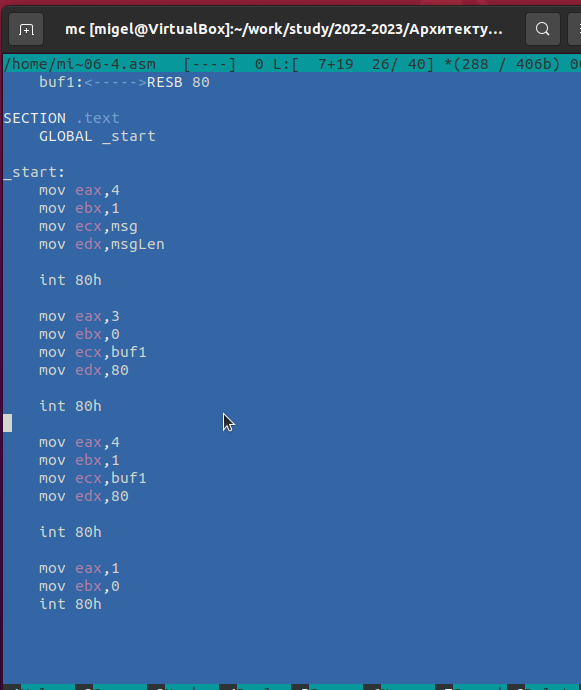 mc [migel@VirtualBox]:~/work/study/2022-2023/Архитекту...
/home/mi~06-4.asm [----] 0 L:[ 7+19 26/ 40] *(288 / 406b)
buf1:<----->RESB 80
SECTION .text
GLOBAL _start
_start:
mov eax,4
mov ebx,1
mov ecx,msg
mov edx,msgLen
int 80h
mov eax,3
mov ebx,0
mov ecx,buf1
mov edx,80
int 80h
mov eax,4
mov ebx,1
mov ecx,buf1
mov edx,80
int 80h
mov eax,1
mov ebx,0
int 80h